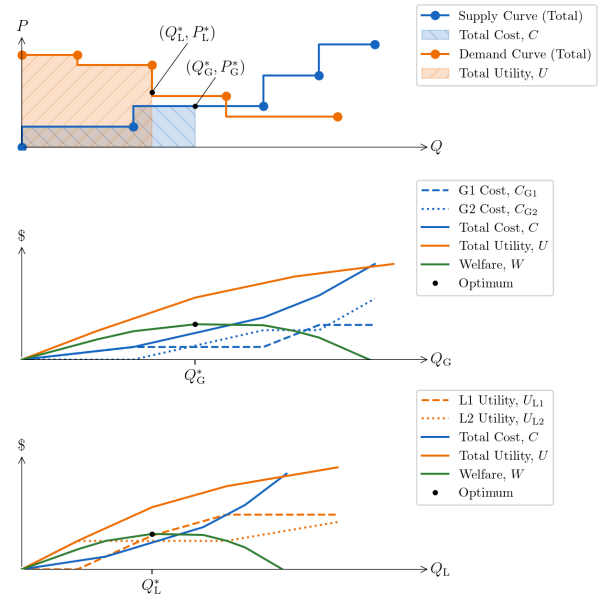 P
(Q*L, P*L)
(Q*G, P*G)
Q
Supply Curve (Total)
Total Cost, C
Demand Curve (Total)
Total Utility, U
$
QG
Q*G
G1 Cost, CG1
G2 Cost, CG2
Total Cost, C
Total Utility, U
Welfare, W
Optimum
$
QL
Q*L
L1 Utility, UL1
L2 Utility, UL2
Total Cost, C
Total Utility, U
Welfare, W
Optimum